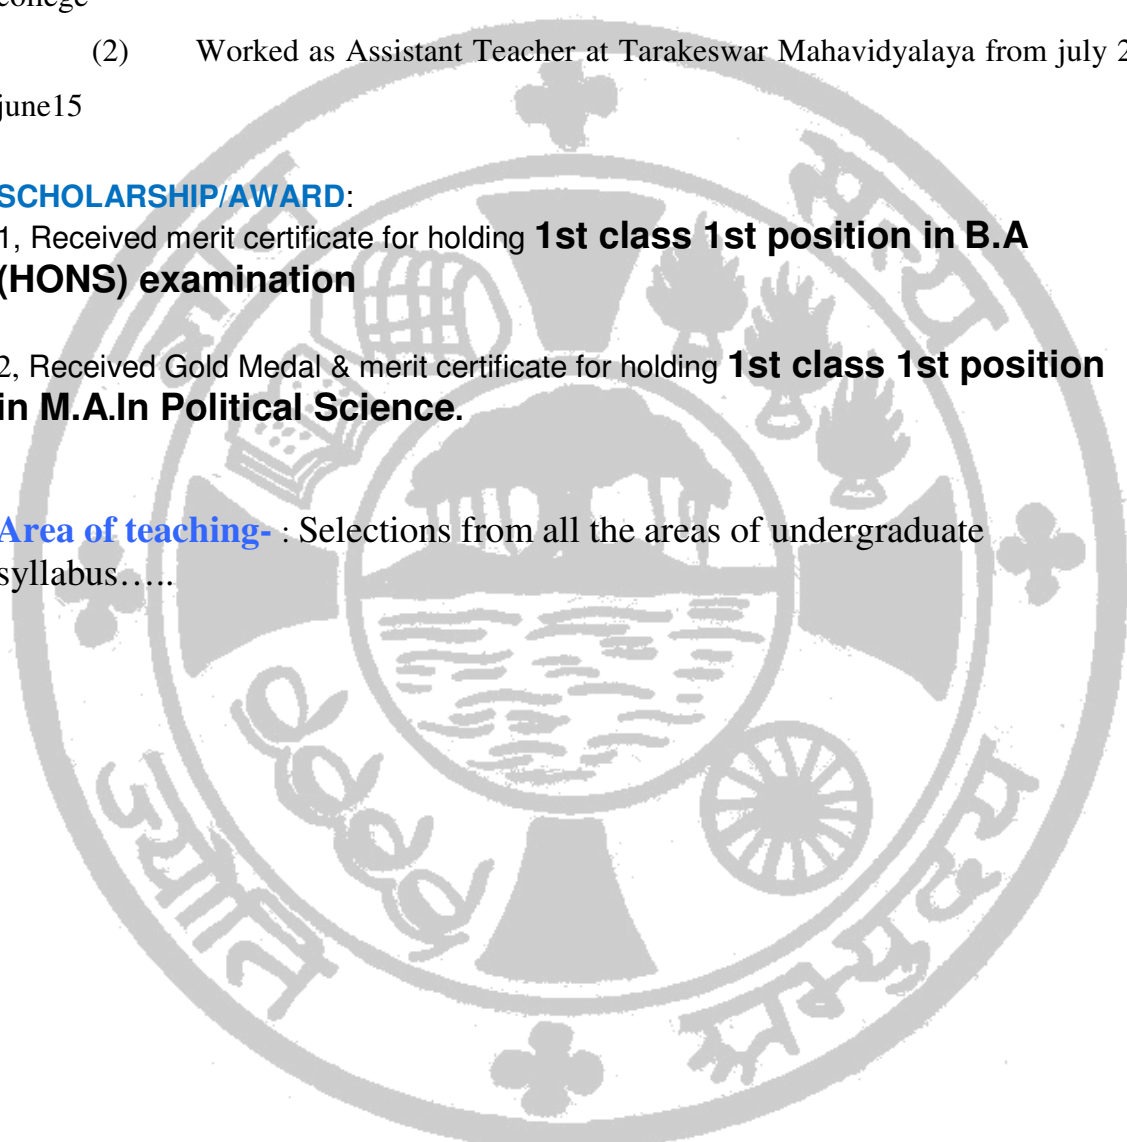 college
(2) Worked as Assistant Teacher at Tarakeswar Mahavidyalaya from july 2
june15
SCHOLARSHIP/AWARD:
1, Received merit certificate for holding 1st class 1st position in B.A
(HONS) examination
2, Received Gold Medal & merit certificate for holding 1st class 1st position
in M.A.In Political Science.
Area of teaching- : Selections from all the areas of undergraduate
syllabus…..